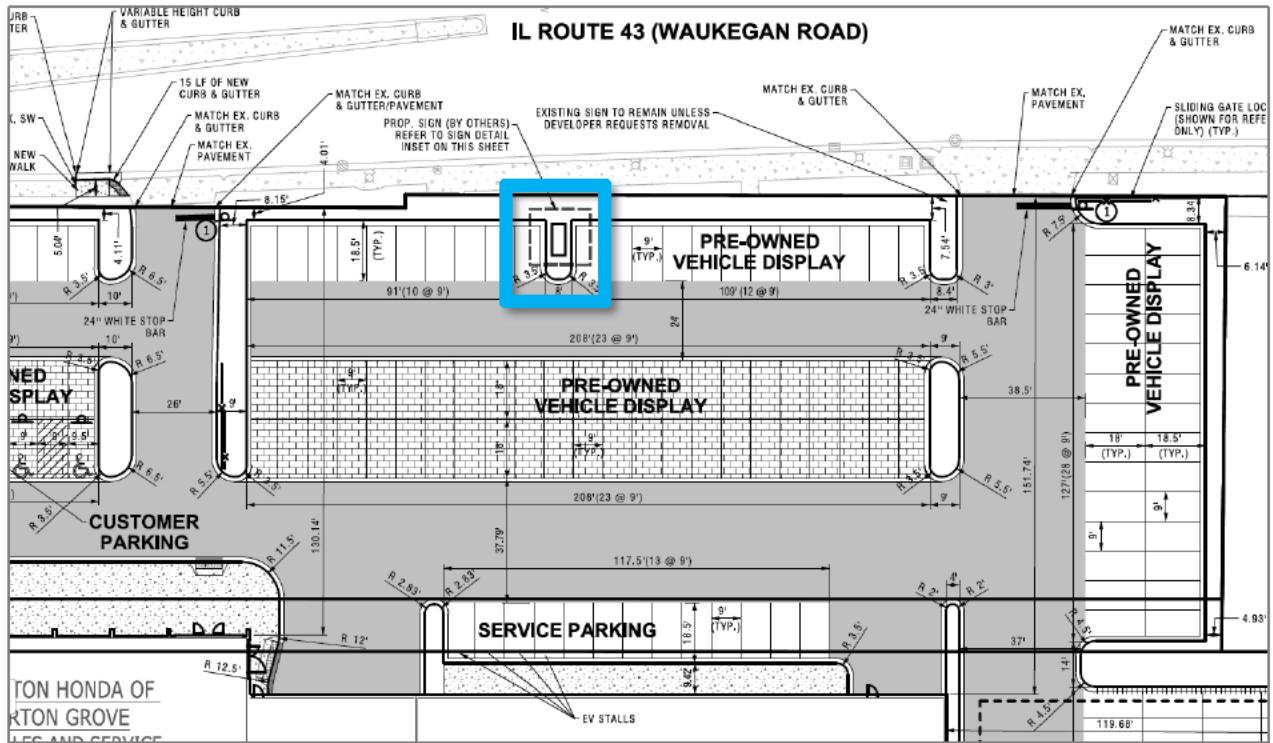 URB
TER
VARIABLE HEIGHT CURB
& GUTTER
IL ROUTE 43 (WAUKEGAN ROAD)
MATCH EX. CURB
& GUTTER
15 LF OF NEW
CURB & GUTTER
MATCH EX. CURB
& GUTTER/PAVEMENT
MATCH EX. CURB
& GUTTER
MATCH EX.
PAVEMENT
SLIDING GATE LOC
(SHOWN FOR REFE
ONLY) (TYP.)
EXISTING SIGN TO REMAIN UNLESS
DEVELOPER REQUESTS REMOVAL
. SW
MATCH EX. CURB
& GUTTER
PROP. SIGN (BY OTHERS)
REFER TO SIGN DETAIL
INSET ON THIS SHEET
NEW
WALK
MATCH EX.
PAVEMENT
4.01'
8.15'
1
1
8.34'
R 7.5'
5.04'
4.11'
18.5'
(TYP.)
9'
(TYP.)
PRE-OWNED
VEHICLE DISPLAY
7.54'
6.14'
R 3.5'
R 6.5'
R 3.5'
R 3.5'
R 3'
10'
91'(10 @ 9')
8'
109'(12 @ 9')
8.4'
24" WHITE STOP
BAR
24'
24" WHITE STOP
BAR
PRE-OWNED
VEHICLE DISPLAY
10'
208'(23 @ 9')
9'
R 3.5'
R 6.5'
R 3.5'
R 5.5'
NED
SPLAY
9'
(TYP.)
18'
PRE-OWNED
VEHICLE DISPLAY
26'
9'
38.5'
9'
9'
9.5'
18'
9'
(TYP.)
18'
(TYP.)
18.5'
(TYP.)
R 6.5'
R 5.5'
R 3.5'
R 3.5'
R 5.5'
151.74'
127'(28 @ 9')
9'
9'
R 3.5'
208'(23 @ 9')
9'
CUSTOMER
PARKING
R 11.5'
130.14'
37.79'
117.5'(13 @ 9')
4'
R 2.83'
R 2.83'
R 2'
R 2'
SERVICE PARKING
18.5'
9'
(TYP.)
R 3.5'
R 4.5'
4.93'
R 12'
37'
R 12.5'
9.42'
14'
TON HONDA OF
RTON GROVE
LES AND SERVICE
EV STALLS
R 4.5'
119.68'